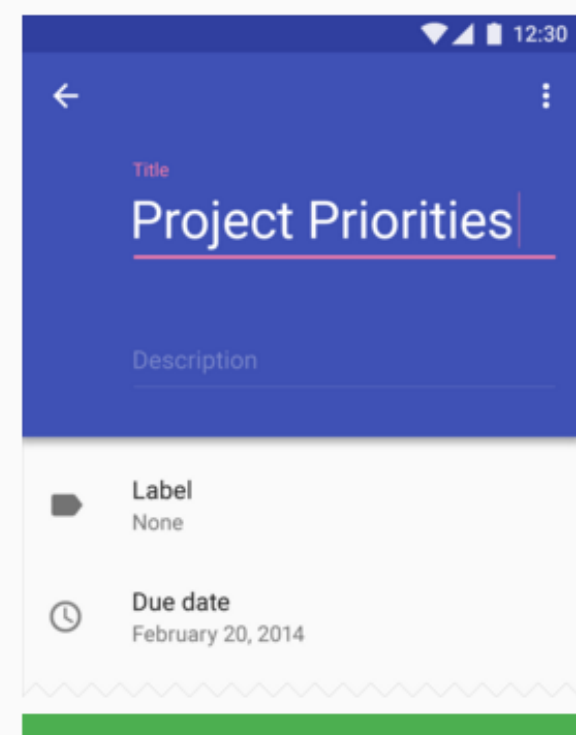 12:30
Title
Project Priorities
Description
Label
None
Due date
February 20, 2014